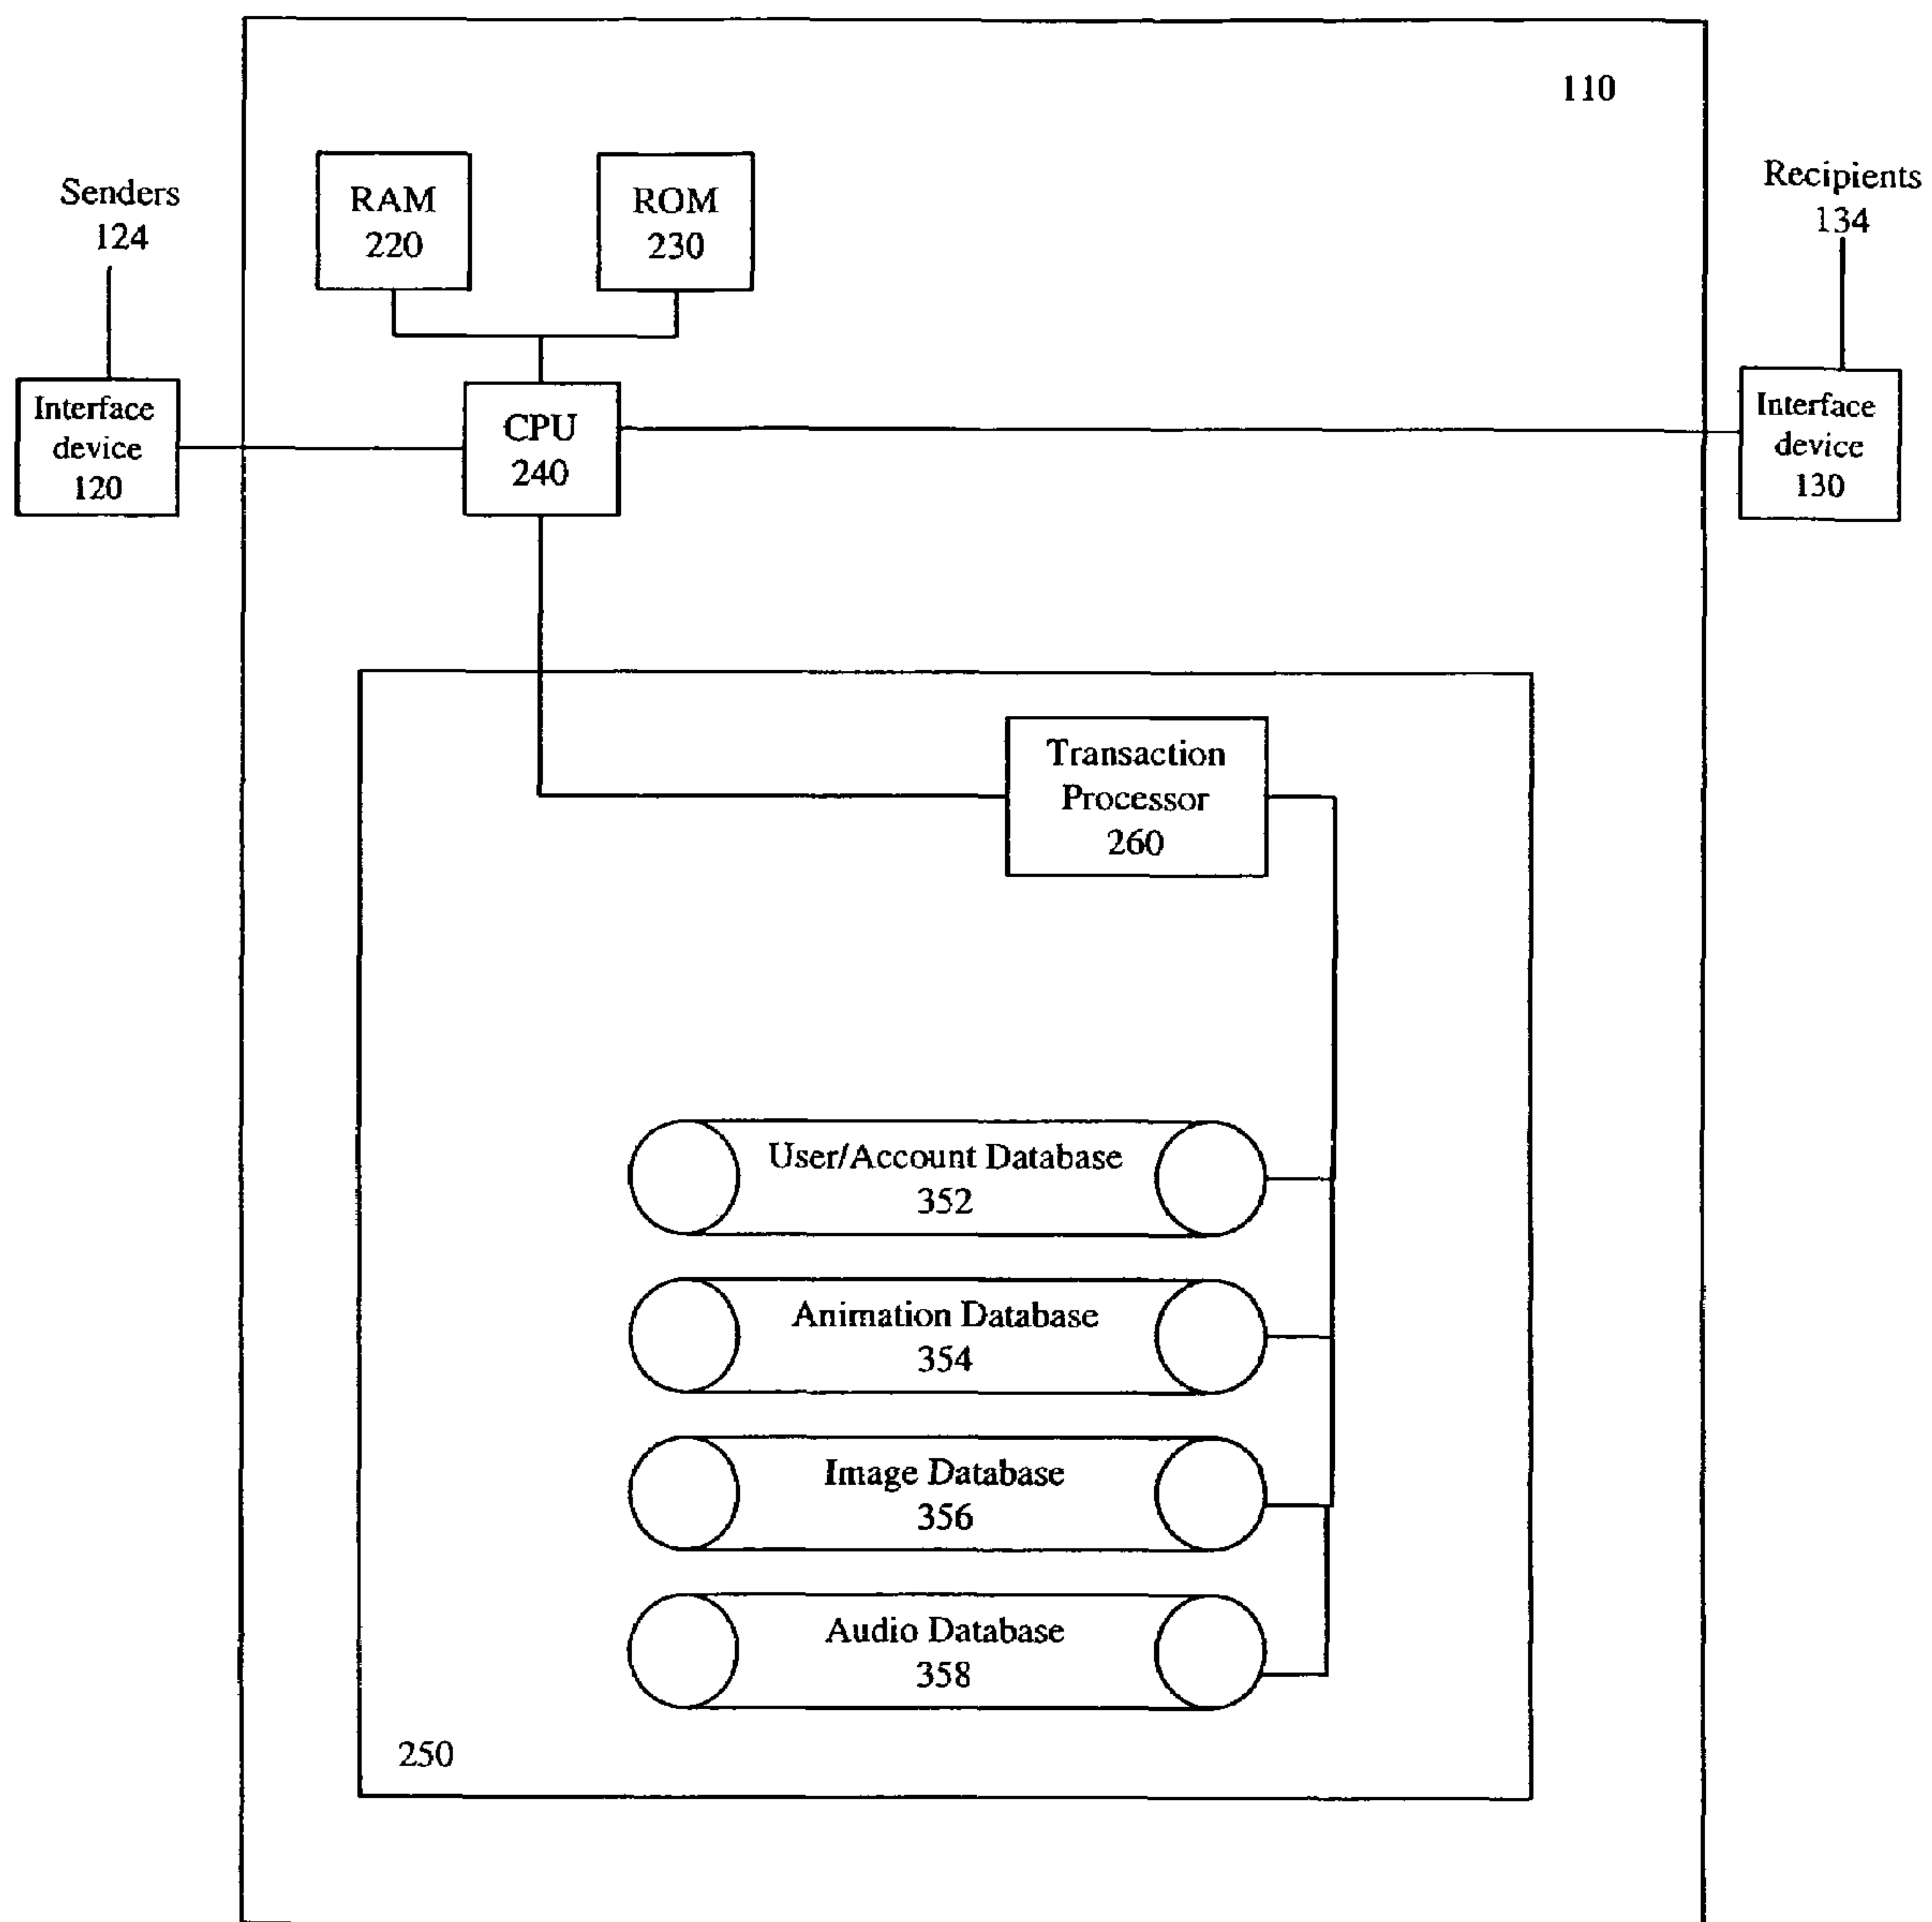 110
Senders
124
RAM
220
ROM
230
Recipients
134
Interface
device
120
CPU
240
Interface
device
130
Transaction
Processor
260
User/Account Database
352
Animation Database
354
Image Database
356
Audio Database
358
250